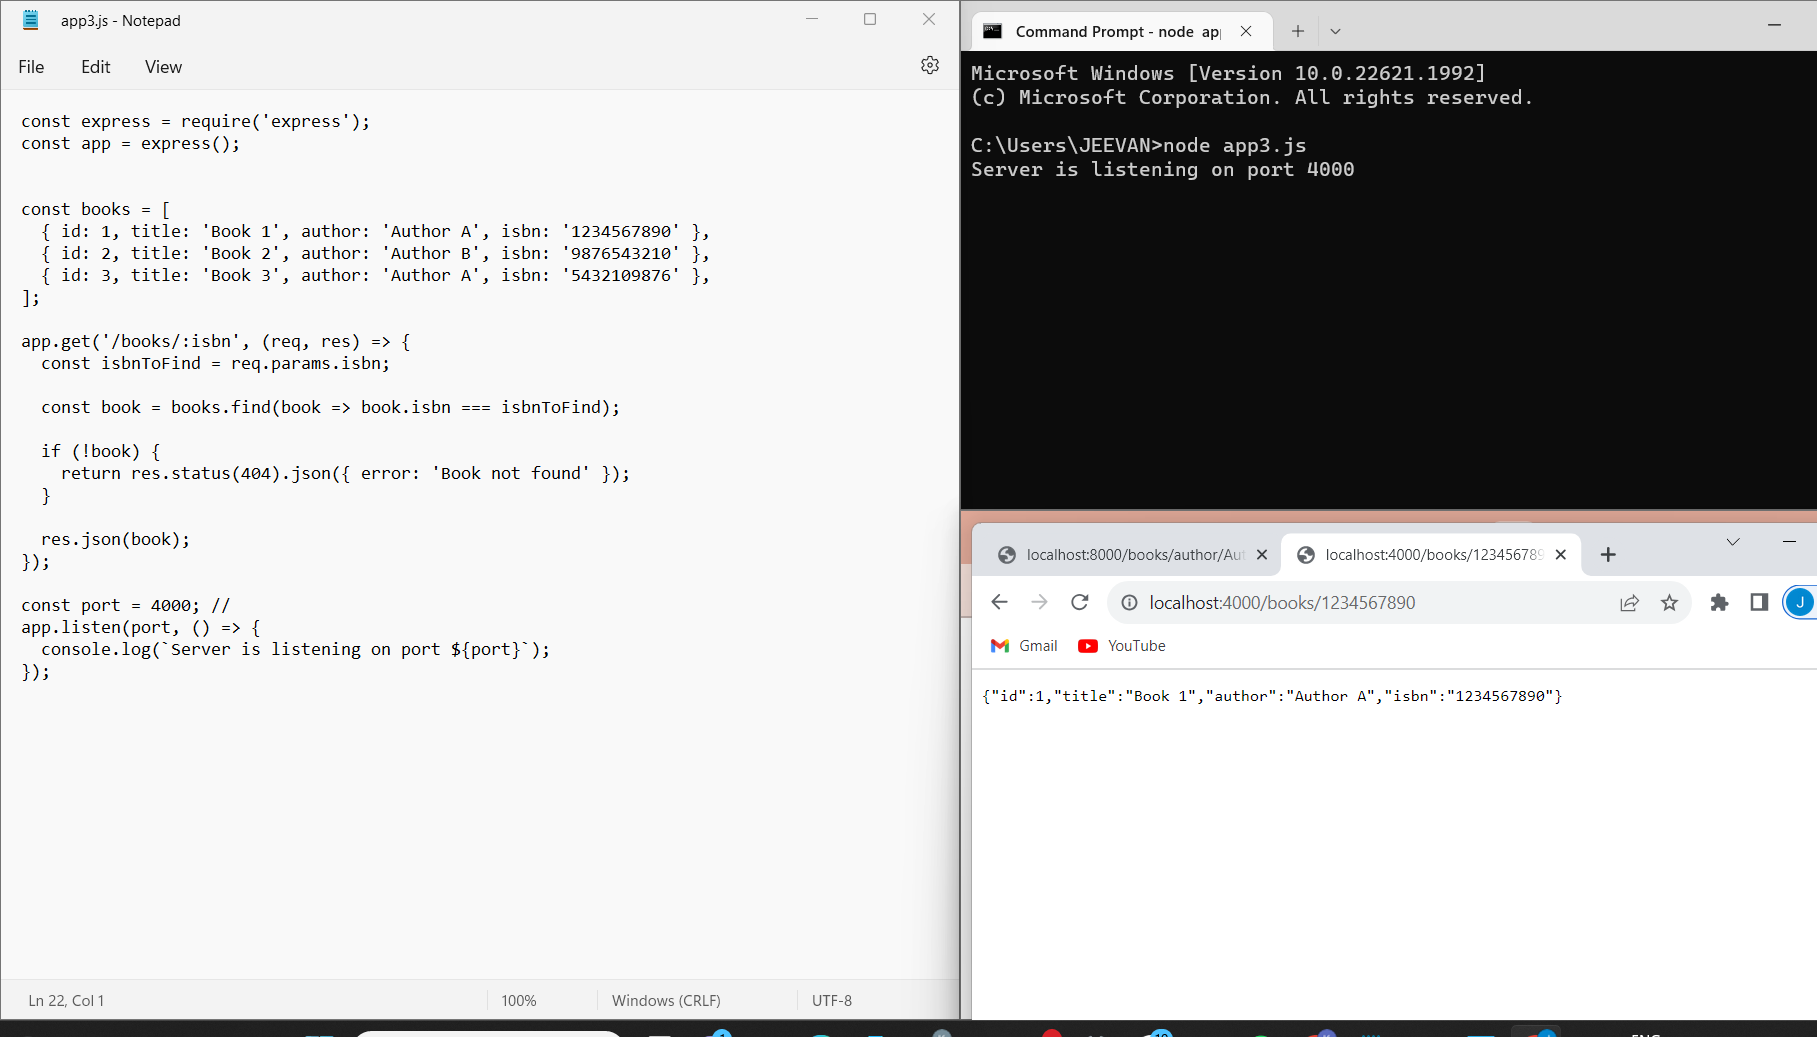 app3.js - Notepad
File Edit View
const express = require('express');
const app = express();
const books = [
  { id: 1, title: 'Book 1', author: 'Author A', isbn: '1234567890' },
  { id: 2, title: 'Book 2', author: 'Author B', isbn: '9876543210' },
  { id: 3, title: 'Book 3', author: 'Author A', isbn: '5432109876' },
];
app.get('/books/:isbn', (req, res) => {
  const isbnToFind = req.params.isbn;
  const book = books.find(book => book.isbn === isbnToFind);
  if (!book) {
    return res.status(404).json({ error: 'Book not found' });
  }
  res.json(book);
});
const port = 4000; //
app.listen(port, () => {
  console.log(`Server is listening on port ${port}`);
});
Ln 22, Col 1 100% Windows (CRLF) UTF-8
Command Prompt - node app
Microsoft Windows [Version 10.0.22621.1992]
(c) Microsoft Corporation. All rights reserved.
C:\Users\JEEVAN>node app3.js
Server is listening on port 4000
localhost:8000/books/author/Aut localhost:4000/books/123456789
localhost:4000/books/1234567890 J
Gmail YouTube
{"id":1,"title":"Book 1","author":"Author A","isbn":"1234567890"}